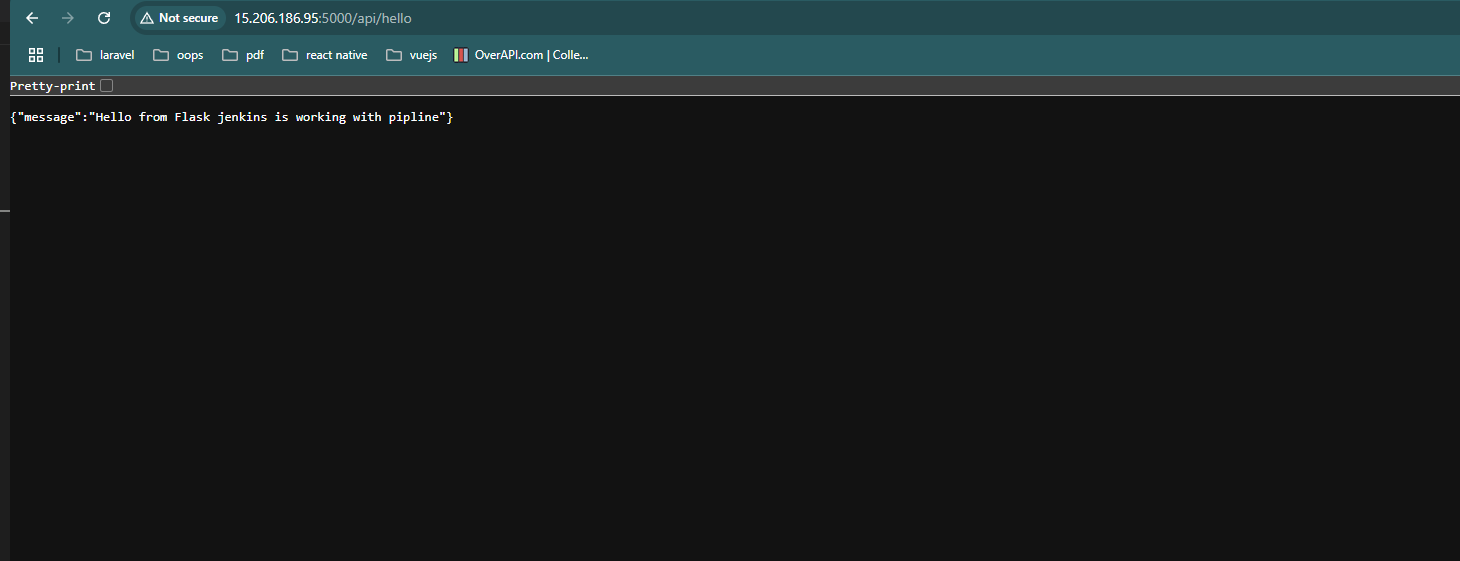 Not secure 15.206.186.95:5000/api/hello
laravel oops pdf react native vuejs OverAPI.com | Colle...
Pretty-print
{"message":"Hello from Flask jenkins is working with pipline"}